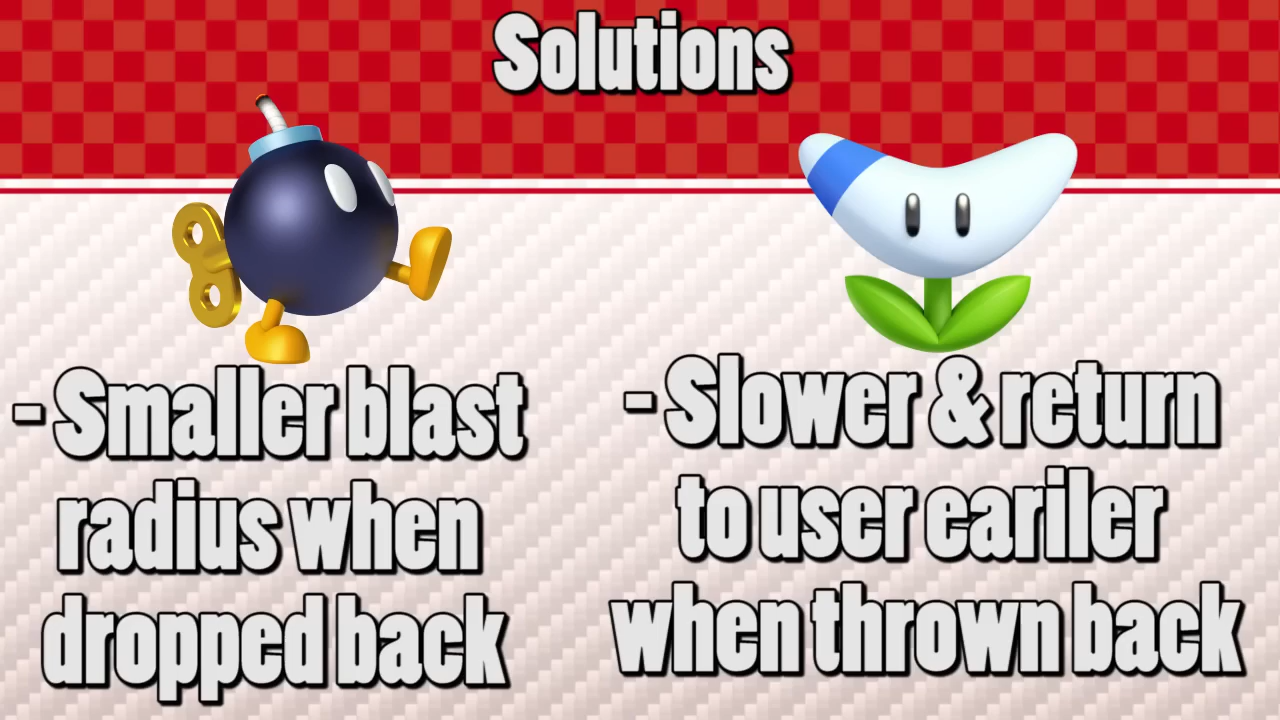 Solutions
- Smaller blast
radius when
dropped back
- Slower & return
to user eariler
when thrown back